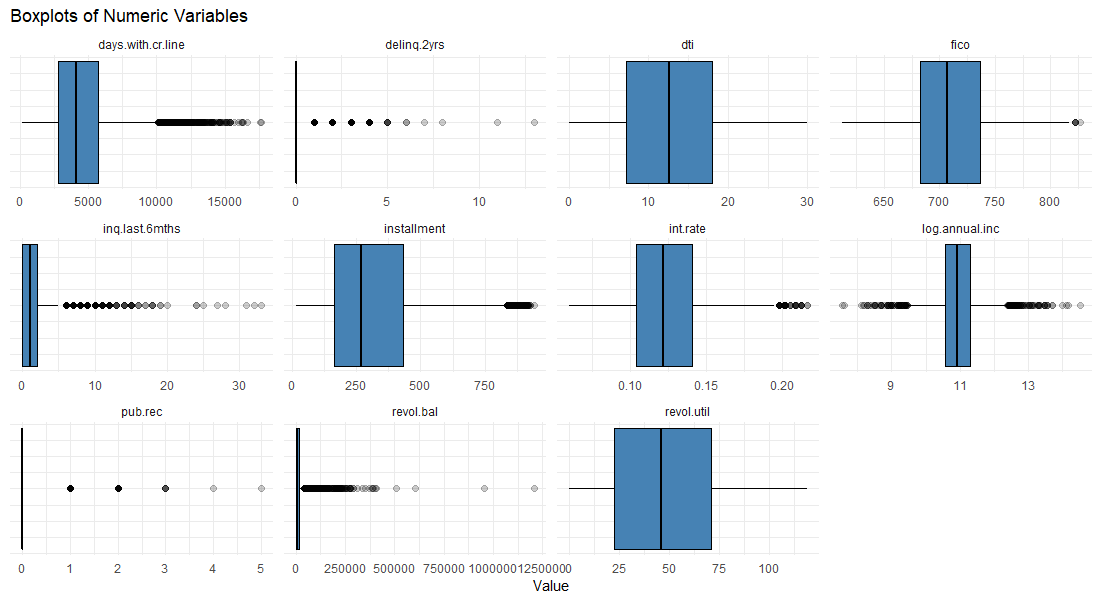 Boxplots of Numeric Variables
days.with.cr.line delinq.2yrs dti fico
0 5000 10000 15000 0 5 10 0 10 20 30 650 700 750 800
inq.last.6mths installment int.rate log.annual.inc
0 10 20 30 0 250 500 750 0.10 0.15 0.20 9 11 13
pub.rec revol.bal revol.util
0 1 2 3 4 5 0 250000 500000 750000 1000000 1250000 25 50 75 100
Value